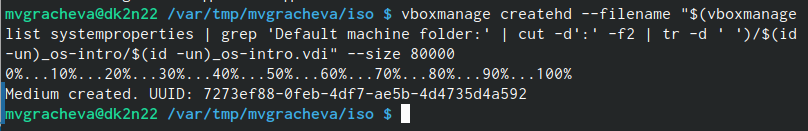 mvgracheva@dk2n22 /var/tmp/mvgracheva/iso $ vboxmanage createhd --filename "$(vboxmanage
list systemproperties | grep 'Default machine folder:' | cut -d':' -f2 | tr -d ' ')/$(id
-un)_os-intro/$(id -un)_os-intro.vdi" --size 80000
0%...10%...20%...30%...40%...50%...60%...70%...80%...90%...100%
Medium created. UUID: 7273ef88-0feb-4df7-ae5b-4d4735d4a592
mvgracheva@dk2n22 /var/tmp/mvgracheva/iso $